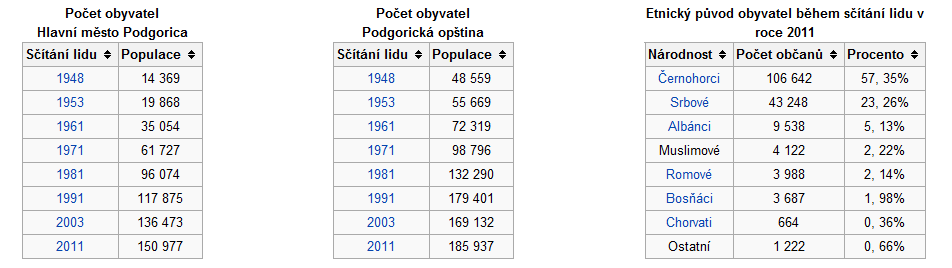 Počet obyvatel
Hlavní město Podgorica
Sčítání lidu Populace
1948 14 369
1953 19 868
1961 35 054
1971 61 727
1981 96 074
1991 117 875
2003 136 473
2011 150 977
Počet obyvatel
Podgorická opština
Sčítání lidu Populace
1948 48 559
1953 55 669
1961 72 319
1971 98 796
1981 132 290
1991 179 401
2003 169 132
2011 185 937
Etnický původ obyvatel během sčítání lidu v
roce 2011
Národnost Počet občanů Procento
Černohorci 106 642 57, 35%
Srbové 43 248 23, 26%
Albánci 9 538 5, 13%
Muslimové 4 122 2, 22%
Romové 3 988 2, 14%
Bosňáci 3 687 1, 98%
Chorvati 664 0, 36%
Ostatní 1 222 0, 66%